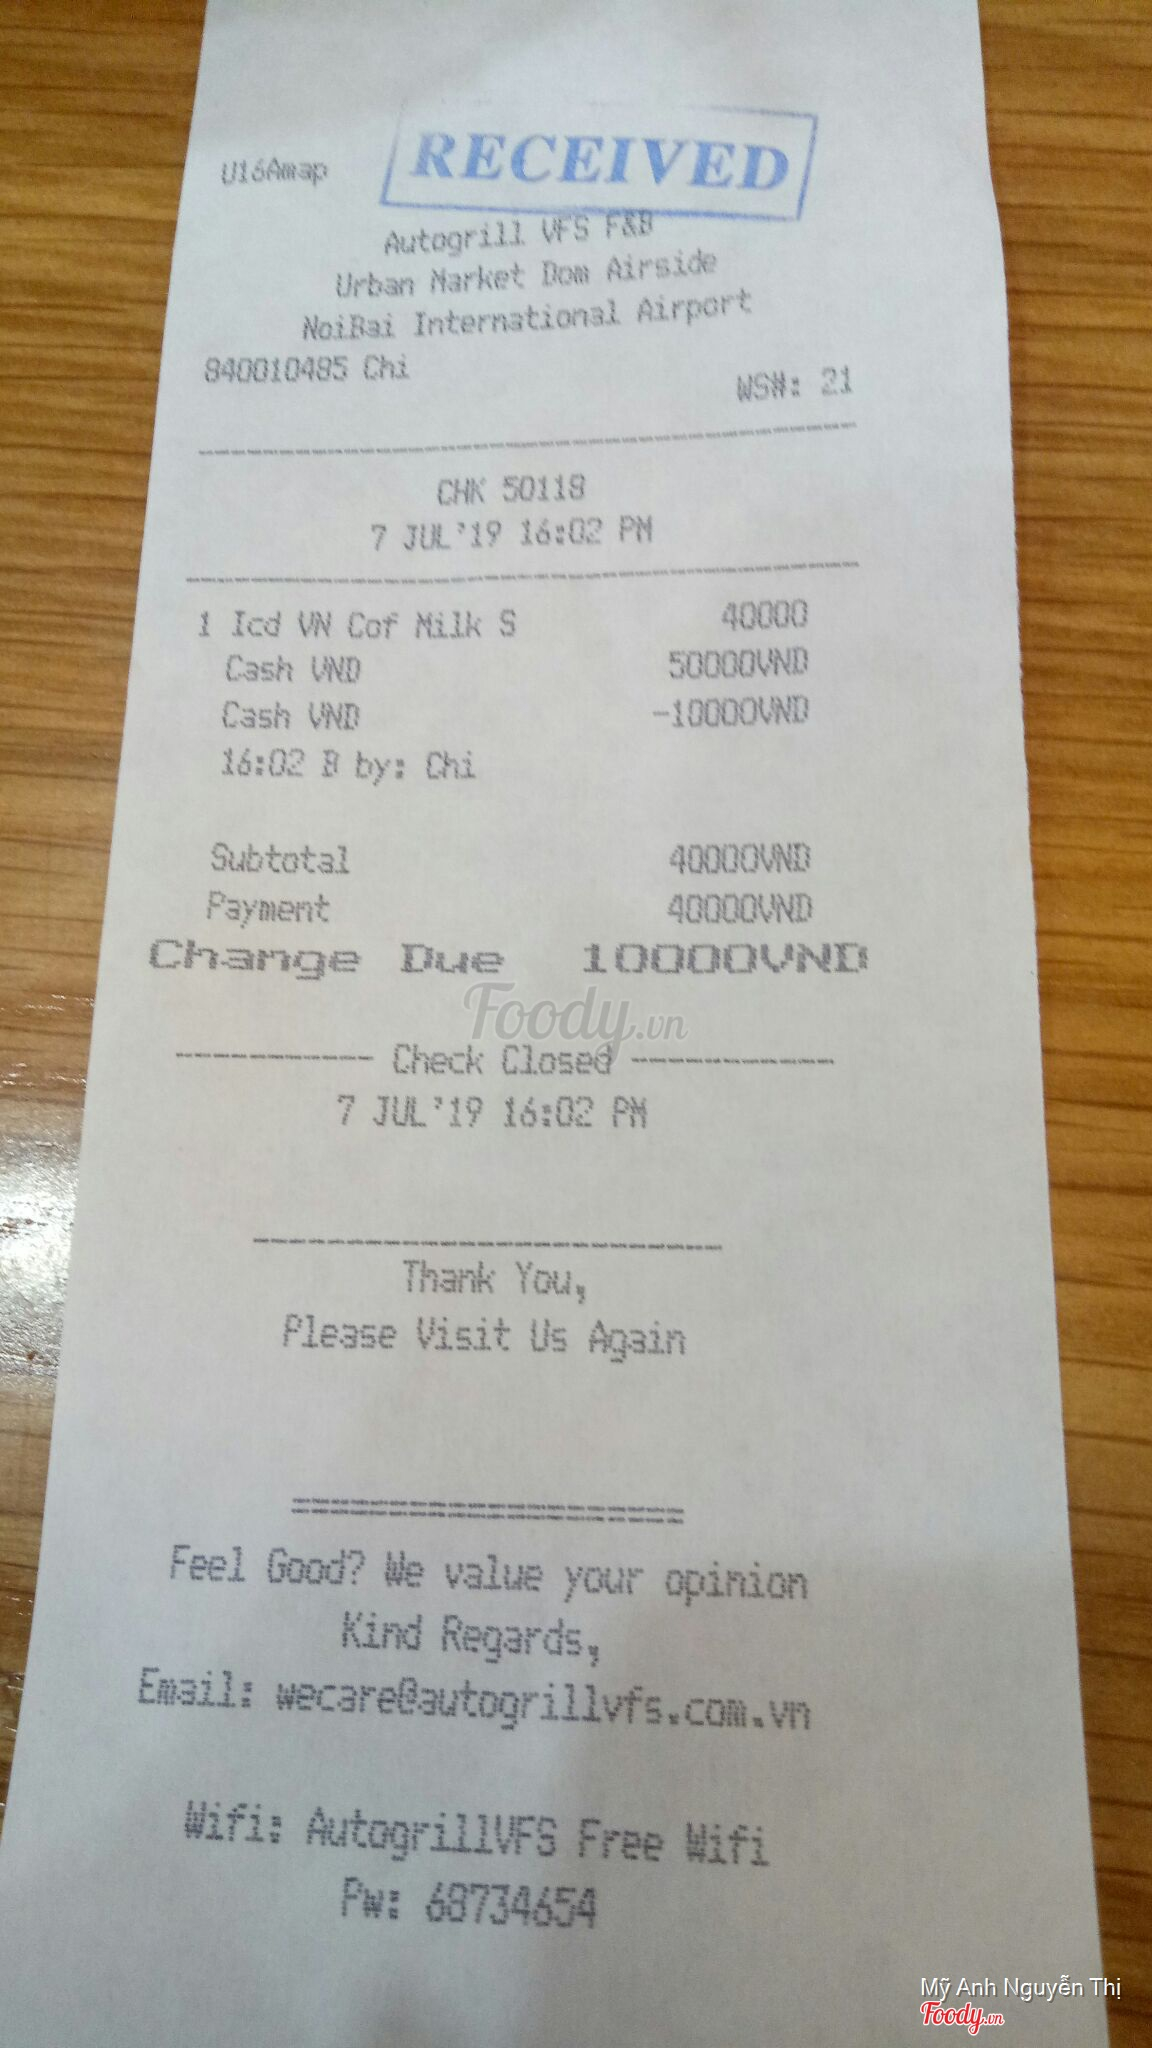 RECEIVED
U16Amap
Autogrill VFS F&B
Urban Market Dom Airside
NoiBai International Airport
840010485 Chi
WS#: 21
CHK 50118
7 JUL'19 16:02 PM
1 Icd VN Cof Milk S 40000
Cash VND 50000VND
Cash VND -10000VND
16:02 B by: Chi
Subtotal 40000VND
Payment 40000VND
Change Due 10000VND
Foody.vn
Check Closed
7 JUL'19 16:02 PM
Thank You,
Please Visit Us Again
Feel Good? We value your opinion
Kind Regards,
Email: wecare@autogrillvfs.com.vn
Wifi: AutogrillVFS Free Wifi
Pw: 68734654
Mỹ Anh Nguyễn Thị
Foody.vn